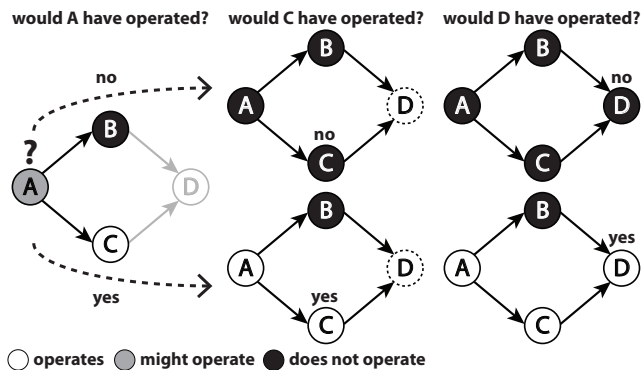 would A have operated?
would C have operated?
would D have operated?
no
?
A
B
C
D
yes
A
B
no
C
D
A
B
no
D
C
A
B
yes
C
D
A
B
yes
D
C
operates
might operate
does not operate